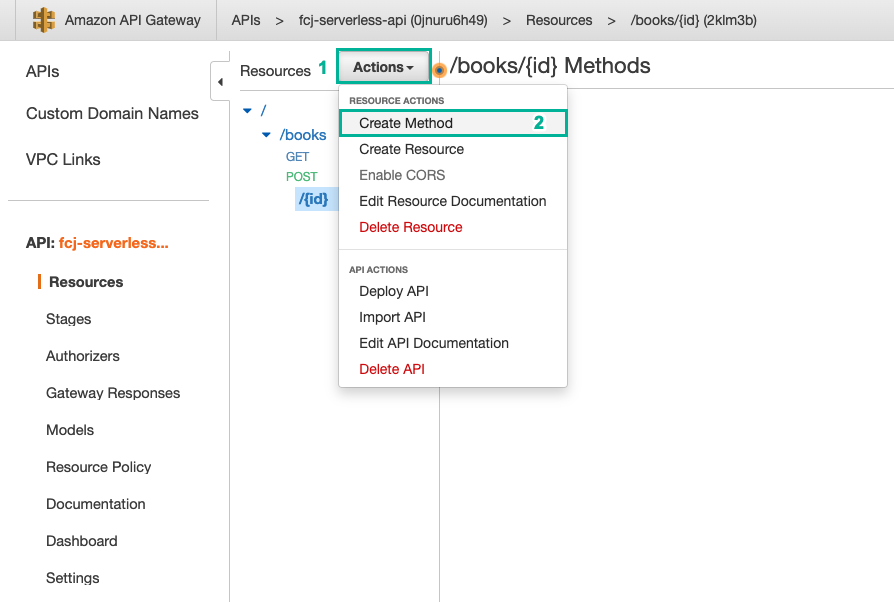 Amazon API Gateway APIs > fcj-serverless-api (0jnuru6h49) > Resources > /books/{id} (2klm3b)
APIs
Custom Domain Names
VPC Links
API: fcj-serverless...
Resources
Stages
Authorizers
Gateway Responses
Models
Resource Policy
Documentation
Dashboard
Settings
Resources 1 Actions
/
/books
GET
POST
/{id}
RESOURCE ACTIONS
Create Method 2
Create Resource
Enable CORS
Edit Resource Documentation
Delete Resource
API ACTIONS
Deploy API
Import API
Edit API Documentation
Delete API
/books/{id} Methods